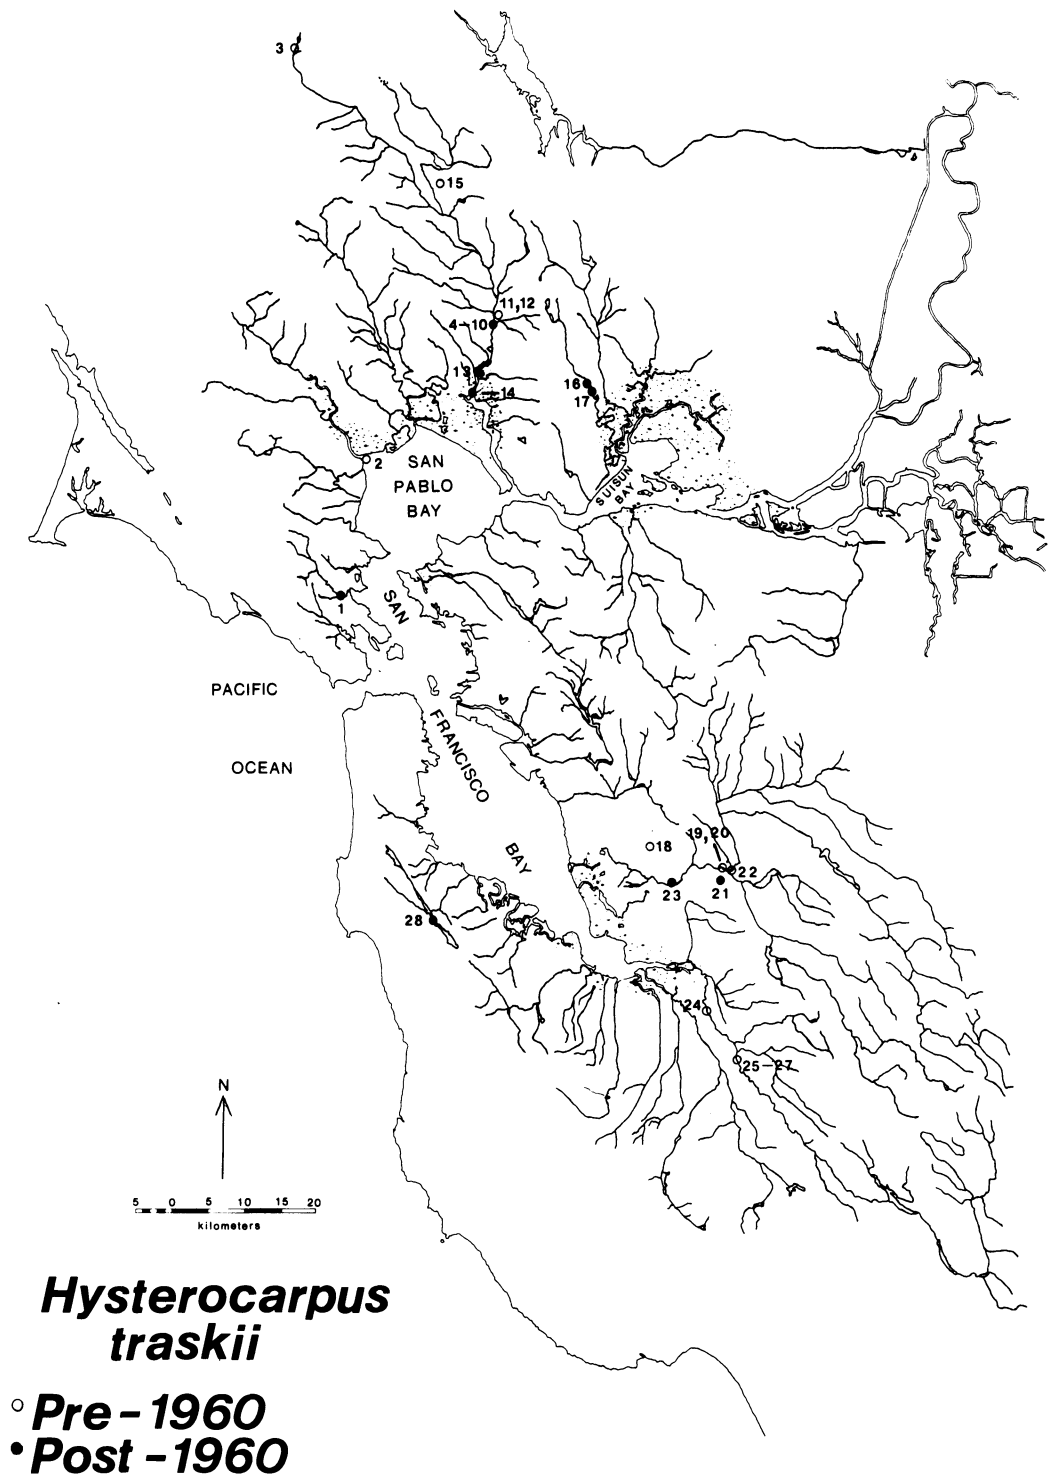 3
15
11,12
4–10
13
14
16
17
2
SAN
PABLO
BAY
SUISUN
BAY
1
SAN
FRANCISCO
BAY
PACIFIC
OCEAN
18
19,20
22
23
21
28
24
25–27
N
5 0 5 10 15 20
kilometers
Hysterocarpus
traskii
○ Pre–1960
● Post–1960